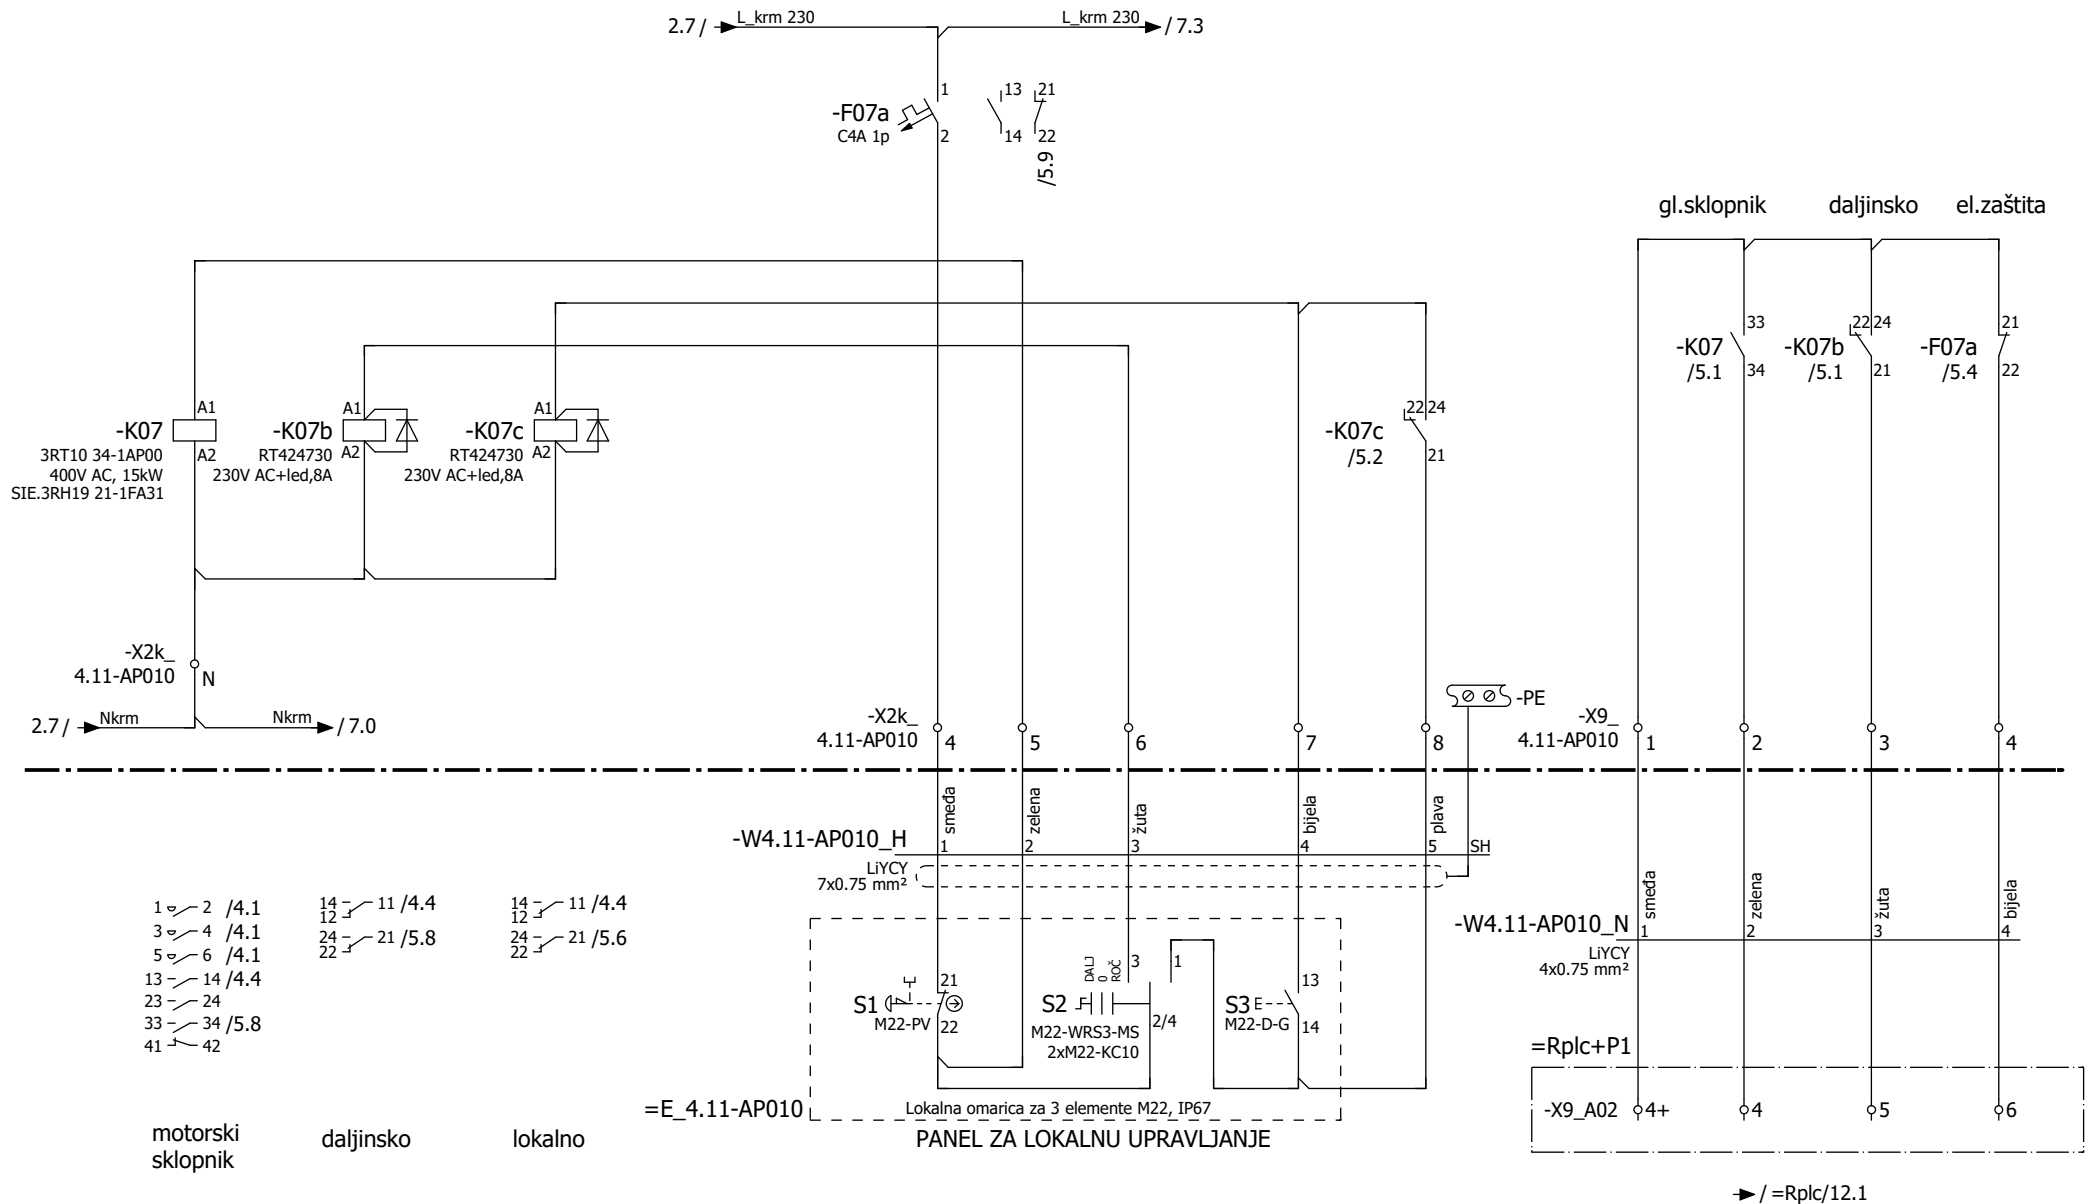 2.7 / L_krm 230 L_krm 230 / 7.3
-F07a
C4A 1p
1
2
13
14
21
22
/5.9
gl.sklopnik daljinsko el.zaštita
-K07
/5.1
33
34
-K07b
/5.1
22 24
21
-F07a
/5.4
21
22
-K07
3RT10 34-1AP00
400V AC, 15kW
SIE.3RH19 21-1FA31
A1
A2
-K07b
RT424730
230V AC+led,8A
A1
A2
-K07c
RT424730
230V AC+led,8A
A1
A2
-K07c
/5.2
22 24
21
-X2k_
4.11-AP010
N
2.7 / Nkrm Nkrm / 7.0
-X2k_
4.11-AP010
4 5 6 7 8
-PE
-X9_
4.11-AP010
1 2 3 4
smeđa zelena žuta bijela plava
-W4.11-AP010_H
1 2 3 4 5 SH
LiYCY
7x0.75 mm²
smeđa zelena žuta bijela
-W4.11-AP010_N
1 2 3 4
LiYCY
4x0.75 mm²
1 2 /4.1
3 4 /4.1
5 6 /4.1
13 14 /4.4
23 24
33 34 /5.8
41 42
14 11 /4.4
12
24 21 /5.8
22
14 11 /4.4
12
24 21 /5.6
22
S1
M22-PV
21
22
S2
M22-WRS3-MS
2xM22-KC10
DALJ
0
ROČ
3
1
2/4
S3
M22-D-G
13
14
=E_4.11-AP010
Lokalna omarica za 3 elemente M22, IP67
PANEL ZA LOKALNU UPRAVLJANJE
motorski
sklopnik
daljinsko
lokalno
=Rplc+P1
-X9_A02 4+ 4 5 6
/ =Rplc/12.1